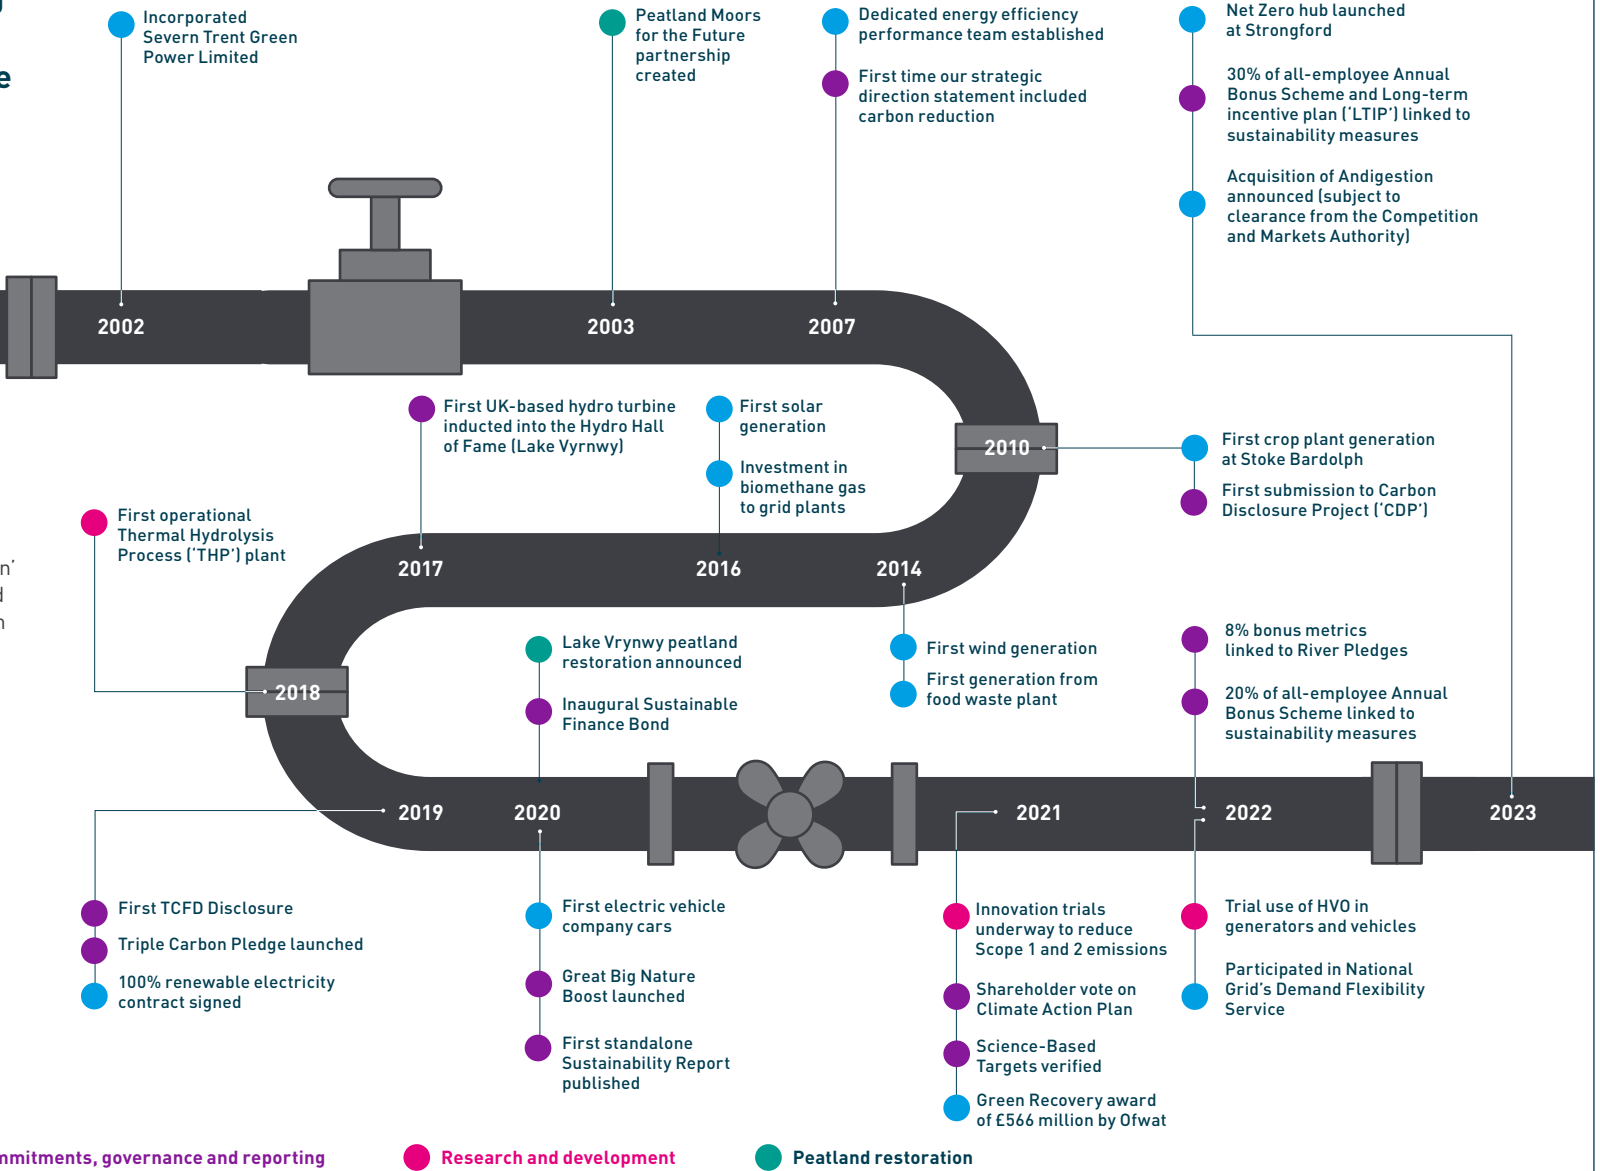 Incorporated
Severn Trent Green
Power Limited
Peatland Moors
for the Future
partnership
created
Dedicated energy efficiency
performance team established
First time our strategic
direction statement included
carbon reduction
Net Zero hub launched
at Strongford
30% of all-employee Annual
Bonus Scheme and Long-term
incentive plan (‘LTIP’) linked to
sustainability measures
Acquisition of Andigestion
announced (subject to
clearance from the Competition
and Markets Authority)
2002
2003
2007
First UK-based hydro turbine
inducted into the Hydro Hall
of Fame (Lake Vyrnwy)
First solar
generation
Investment in
biomethane gas
to grid plants
2010
First crop plant generation
at Stoke Bardolph
First submission to Carbon
Disclosure Project (‘CDP’)
First operational
Thermal Hydrolysis
Process (‘THP’) plant
2017
2016
2014
First wind generation
First generation from
food waste plant
2018
Lake Vrynwy peatland
restoration announced
Inaugural Sustainable
Finance Bond
8% bonus metrics
linked to River Pledges
20% of all-employee Annual
Bonus Scheme linked to
sustainability measures
2019
2020
2021
2022
2023
First TCFD Disclosure
Triple Carbon Pledge launched
100% renewable electricity
contract signed
First electric vehicle
company cars
Great Big Nature
Boost launched
First standalone
Sustainability Report
published
Innovation trials
underway to reduce
Scope 1 and 2 emissions
Shareholder vote on
Climate Action Plan
Science-Based
Targets verified
Green Recovery award
of £566 million by Ofwat
Trial use of HVO in
generators and vehicles
Participated in National
Grid’s Demand Flexibility
Service
mmitments, governance and reporting
Research and development
Peatland restoration